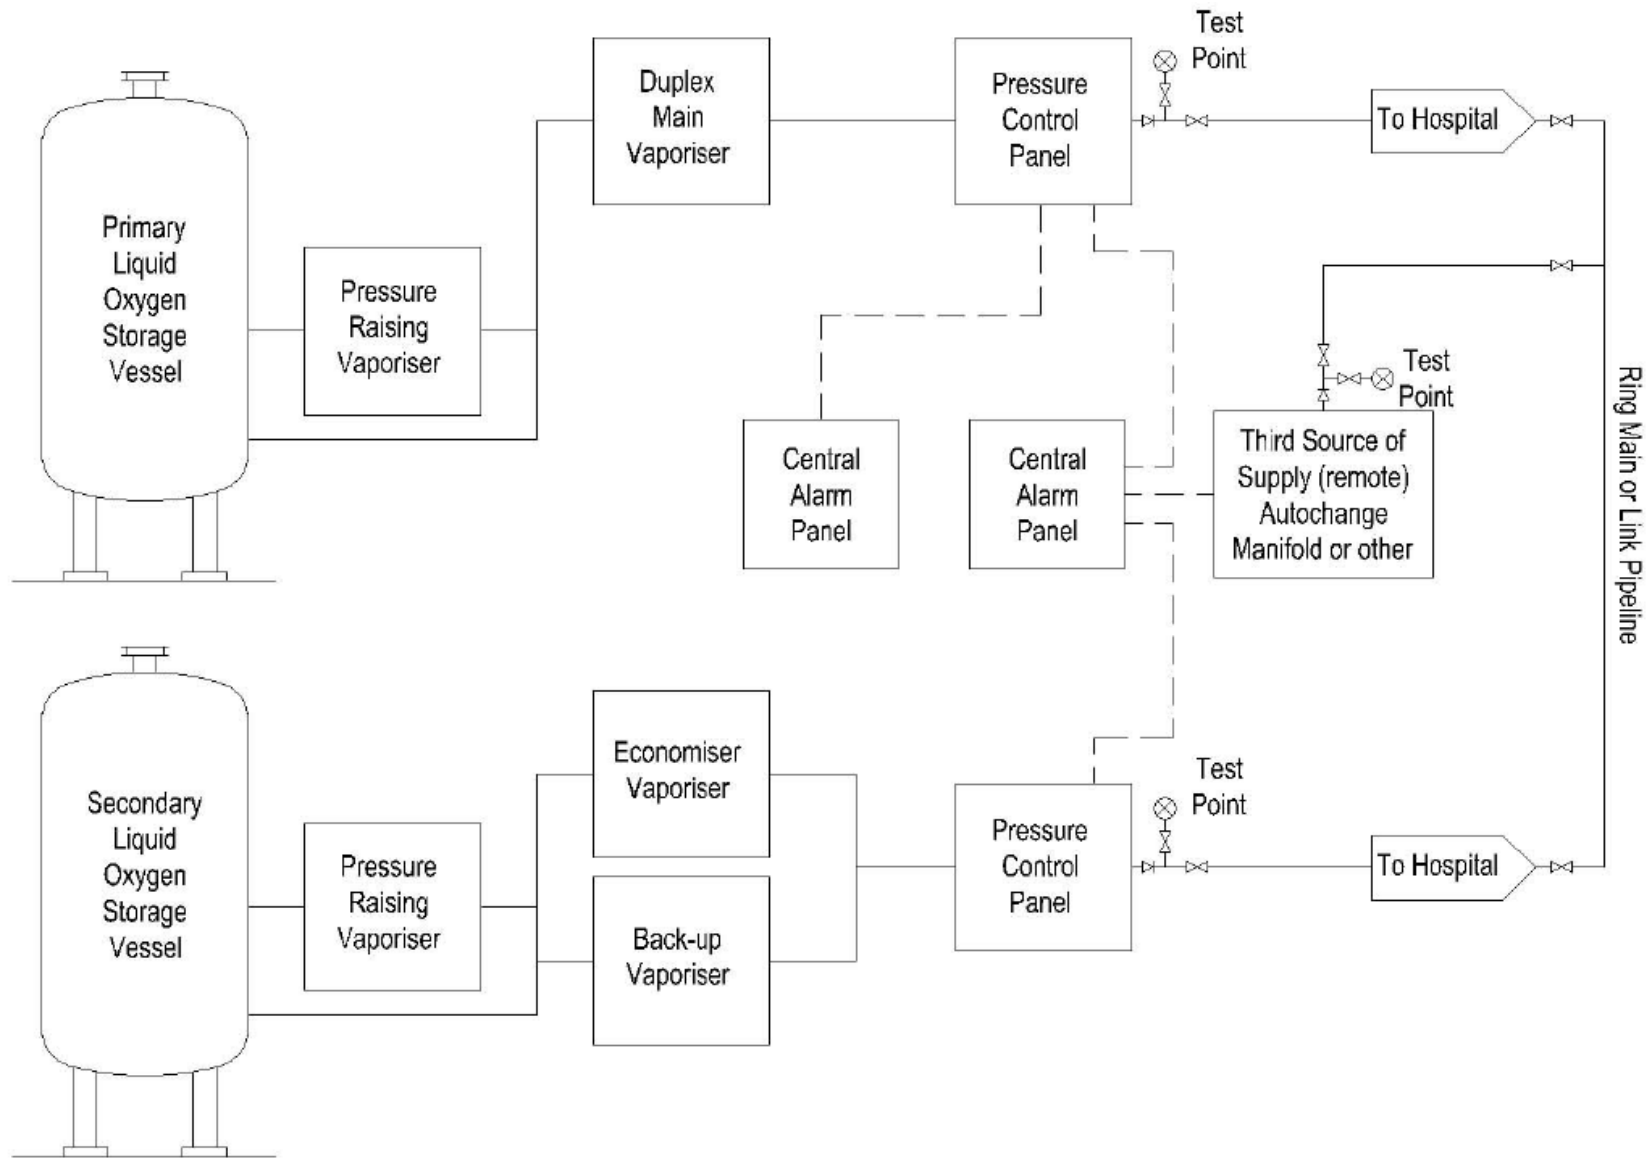 Test
Point
Duplex
Main
Vaporiser
Pressure
Control
Panel
To Hospital
Primary
Liquid
Oxygen
Storage
Vessel
Pressure
Raising
Vaporiser
Test
Point
Central
Alarm
Panel
Central
Alarm
Panel
Third Source of
Supply (remote)
Autochange
Manifold or other
Ring Main or Link Pipeline
Economiser
Vaporiser
Test
Point
Secondary
Liquid
Oxygen
Storage
Vessel
Pressure
Raising
Vaporiser
Pressure
Control
Panel
To Hospital
Back-up
Vaporiser